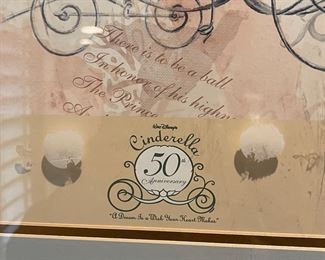 There is to be a ball
In honor of his highness
The Prince
Walt Disney's
Cinderella
50th
Anniversary
"A Dream Is a Wish Your Heart Makes"